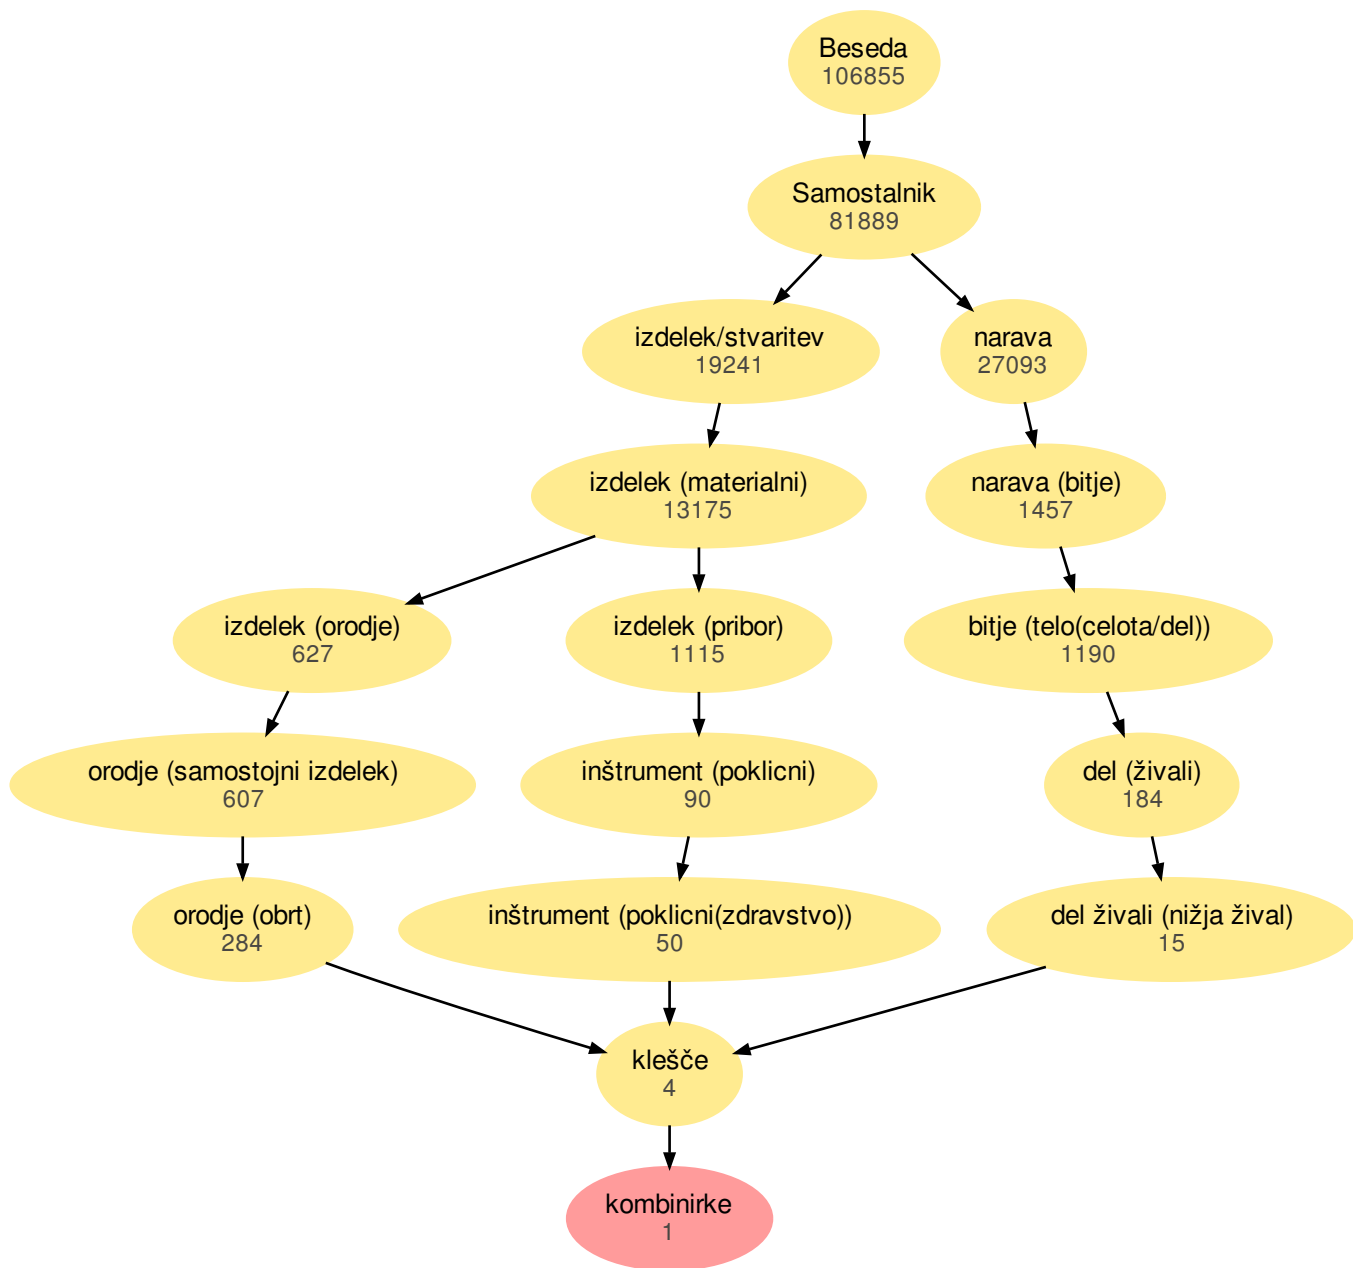 Beseda
106855
Samostalnik
81889
izdelek/stvaritev
19241
narava
27093
izdelek (materialni)
13175
narava (bitje)
1457
izdelek (orodje)
627
izdelek (pribor)
1115
bitje (telo(celota/del))
1190
orodje (samostojni izdelek)
607
inštrument (poklicni)
90
del (živali)
184
orodje (obrt)
284
inštrument (poklicni(zdravstvo))
50
del živali (nižja žival)
15
klešče
4
kombinirke
1